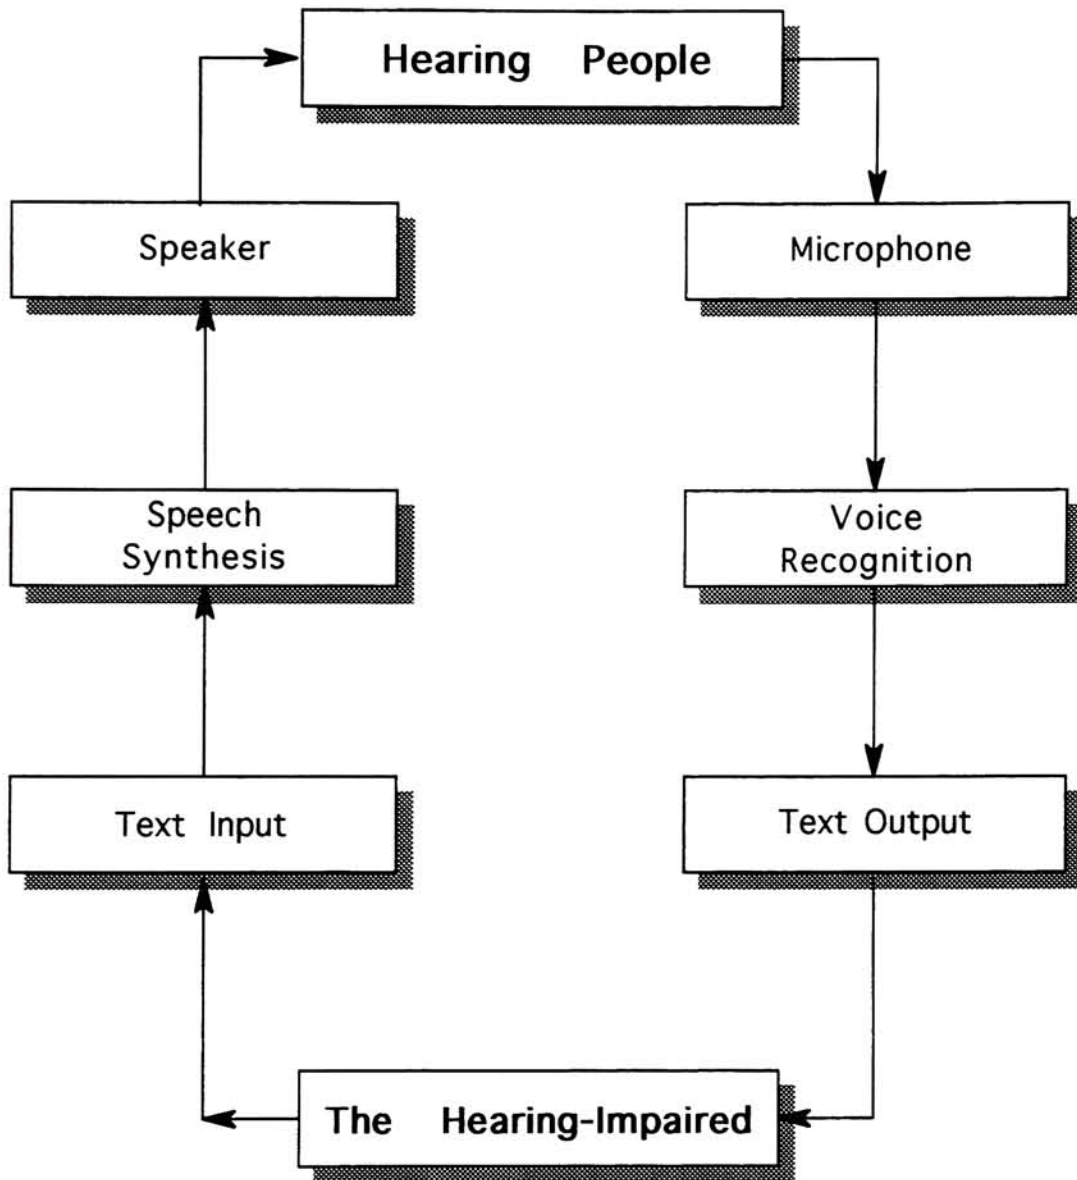 Hearing People
Speaker
Microphone
Speech
Synthesis
Voice
Recognition
Text Input
Text Output
The Hearing-Impaired